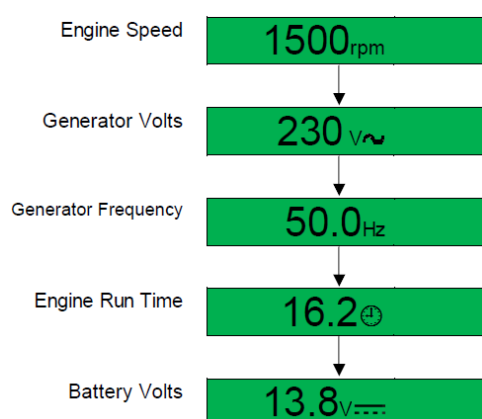 Engine Speed
1500rpm
Generator Volts
230 V
Generator Frequency
50.0Hz
Engine Run Time
16.2
Battery Volts
13.8V